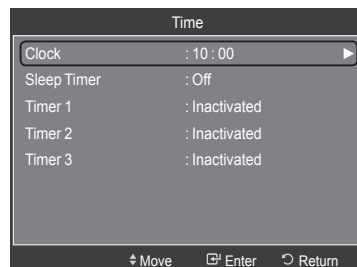 Time
Clock : 10 : 00
Sleep Timer : Off
Timer 1 : Inactivated
Timer 2 : Inactivated
Timer 3 : Inactivated
Move Enter Return